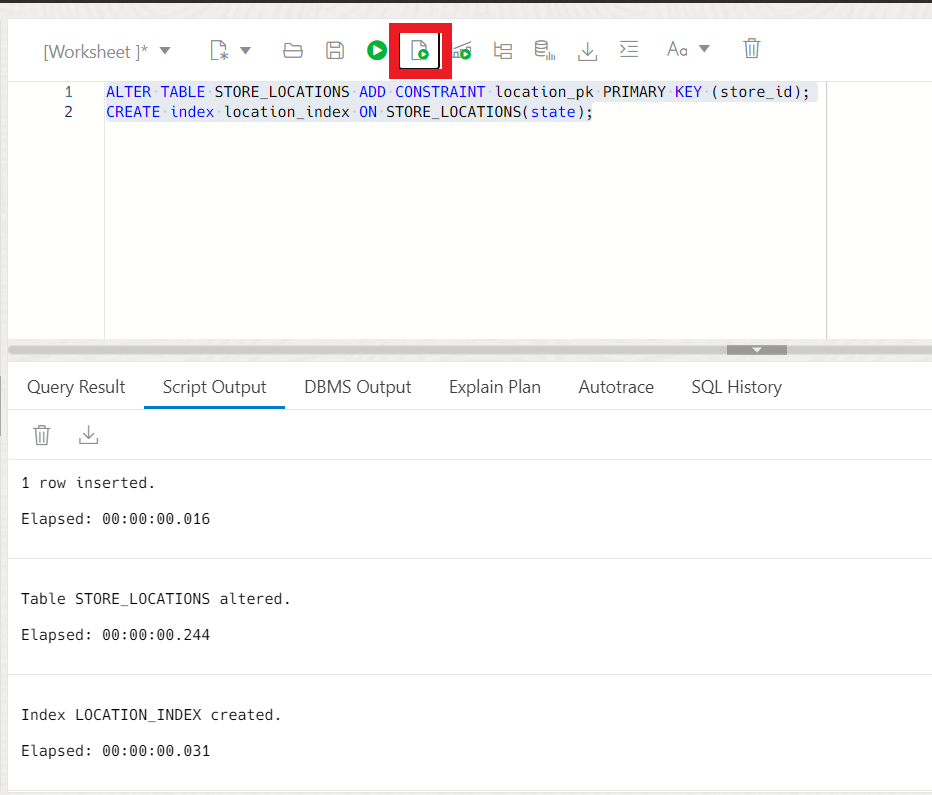 [Worksheet ]*
Aa
1 ALTER TABLE STORE_LOCATIONS ADD CONSTRAINT location_pk PRIMARY KEY (store_id);
2 CREATE index location_index ON STORE_LOCATIONS(state);
Query Result Script Output DBMS Output Explain Plan Autotrace SQL History
1 row inserted.
Elapsed: 00:00:00.016
Table STORE_LOCATIONS altered.
Elapsed: 00:00:00.244
Index LOCATION_INDEX created.
Elapsed: 00:00:00.031